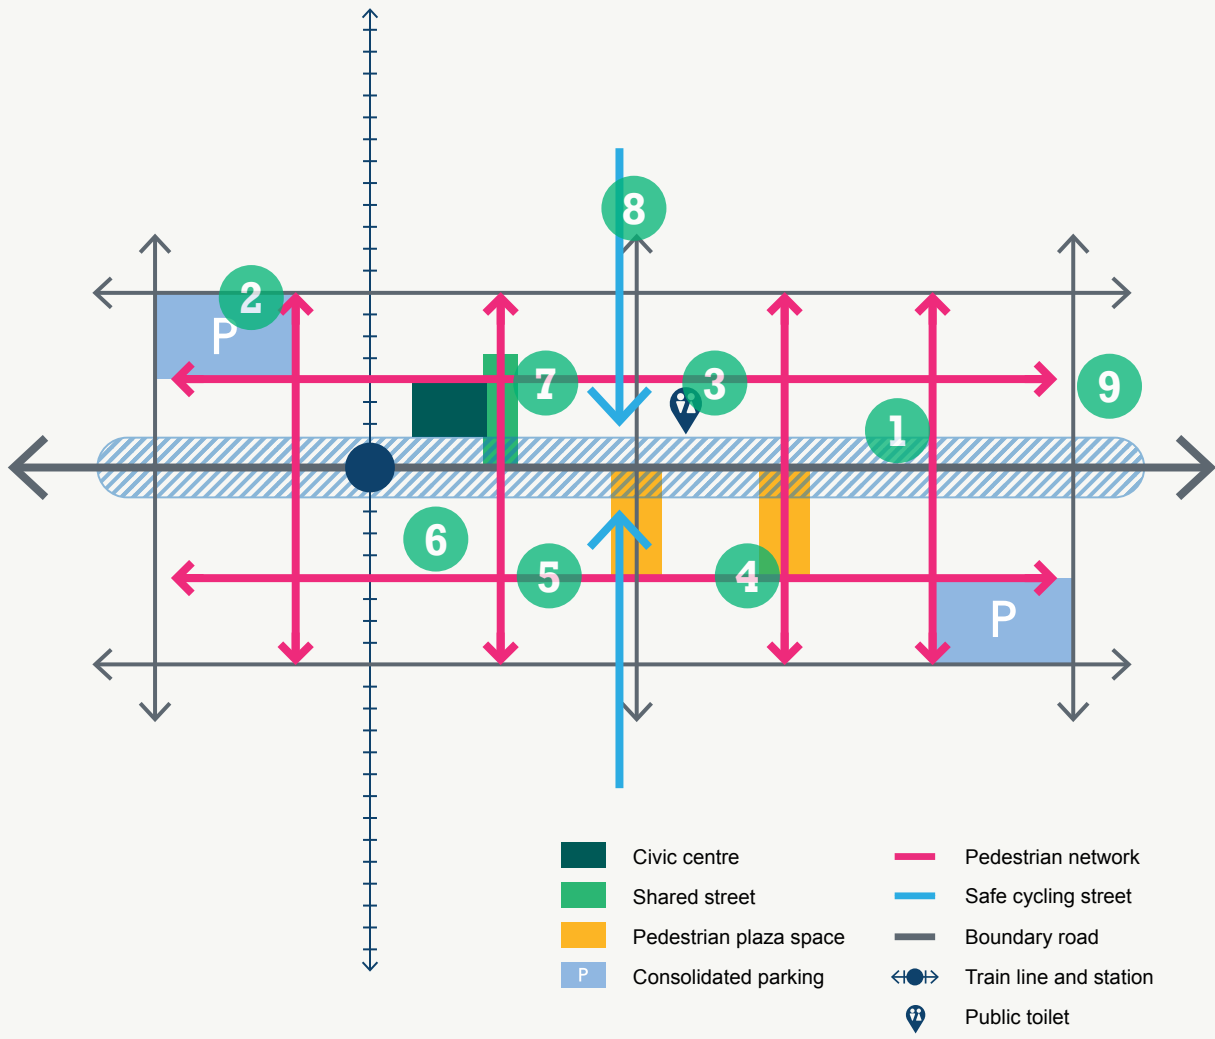 8
2
P
7
3
9
1
6
5
4
P
Civic centre
Shared street
Pedestrian plaza space
P Consolidated parking
Pedestrian network
Safe cycling street
Boundary road
Train line and station
Public toilet